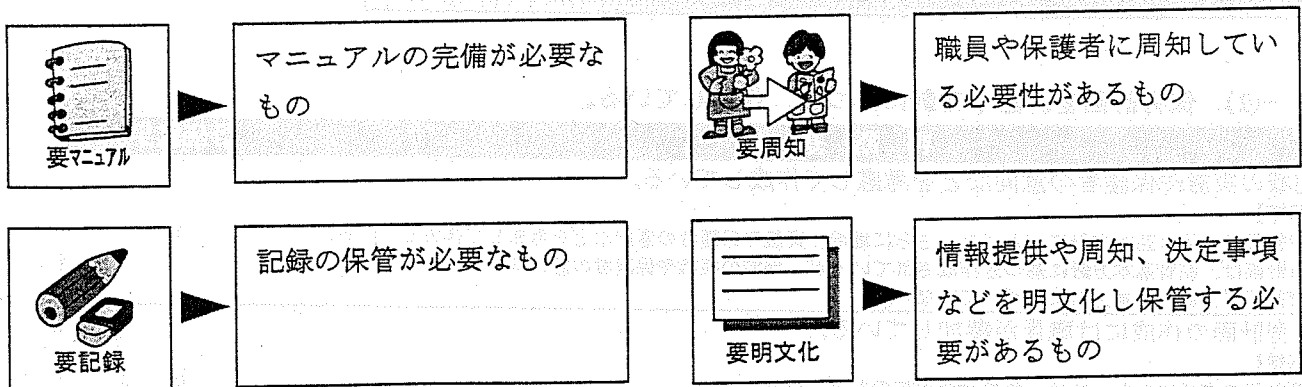 マニュアルの完備が必要な
もの
要マニュアル
職員や保護者に周知してい
る必要性があるもの
要周知
記録の保管が必要なもの
要記録
情報提供や周知、決定事項
などを明文化し保管する必
要があるもの
要明文化